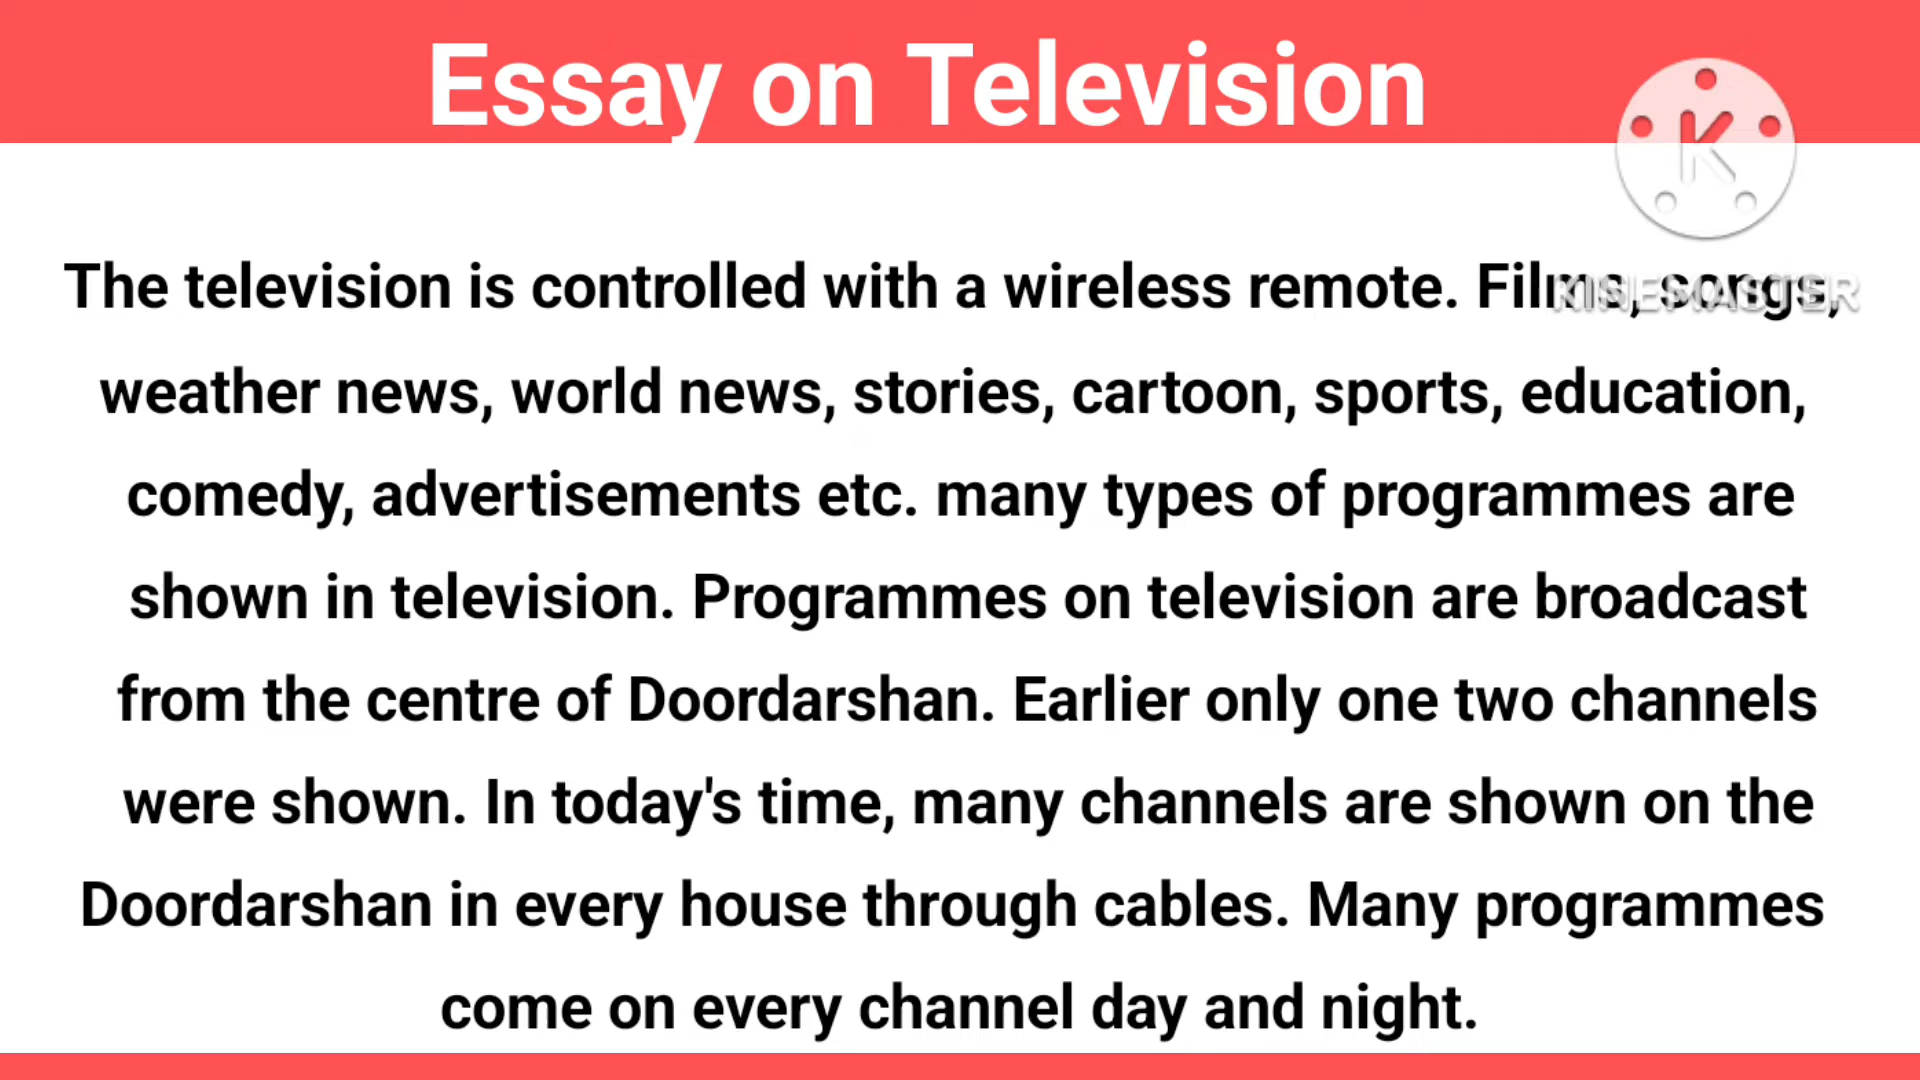 Essay on Television
K
KINEMASTER
The television is controlled with a wireless remote. Films, songs,
weather news, world news, stories, cartoon, sports, education,
comedy, advertisements etc. many types of programmes are
shown in television. Programmes on television are broadcast
from the centre of Doordarshan. Earlier only one two channels
were shown. In today's time, many channels are shown on the
Doordarshan in every house through cables. Many programmes
come on every channel day and night.